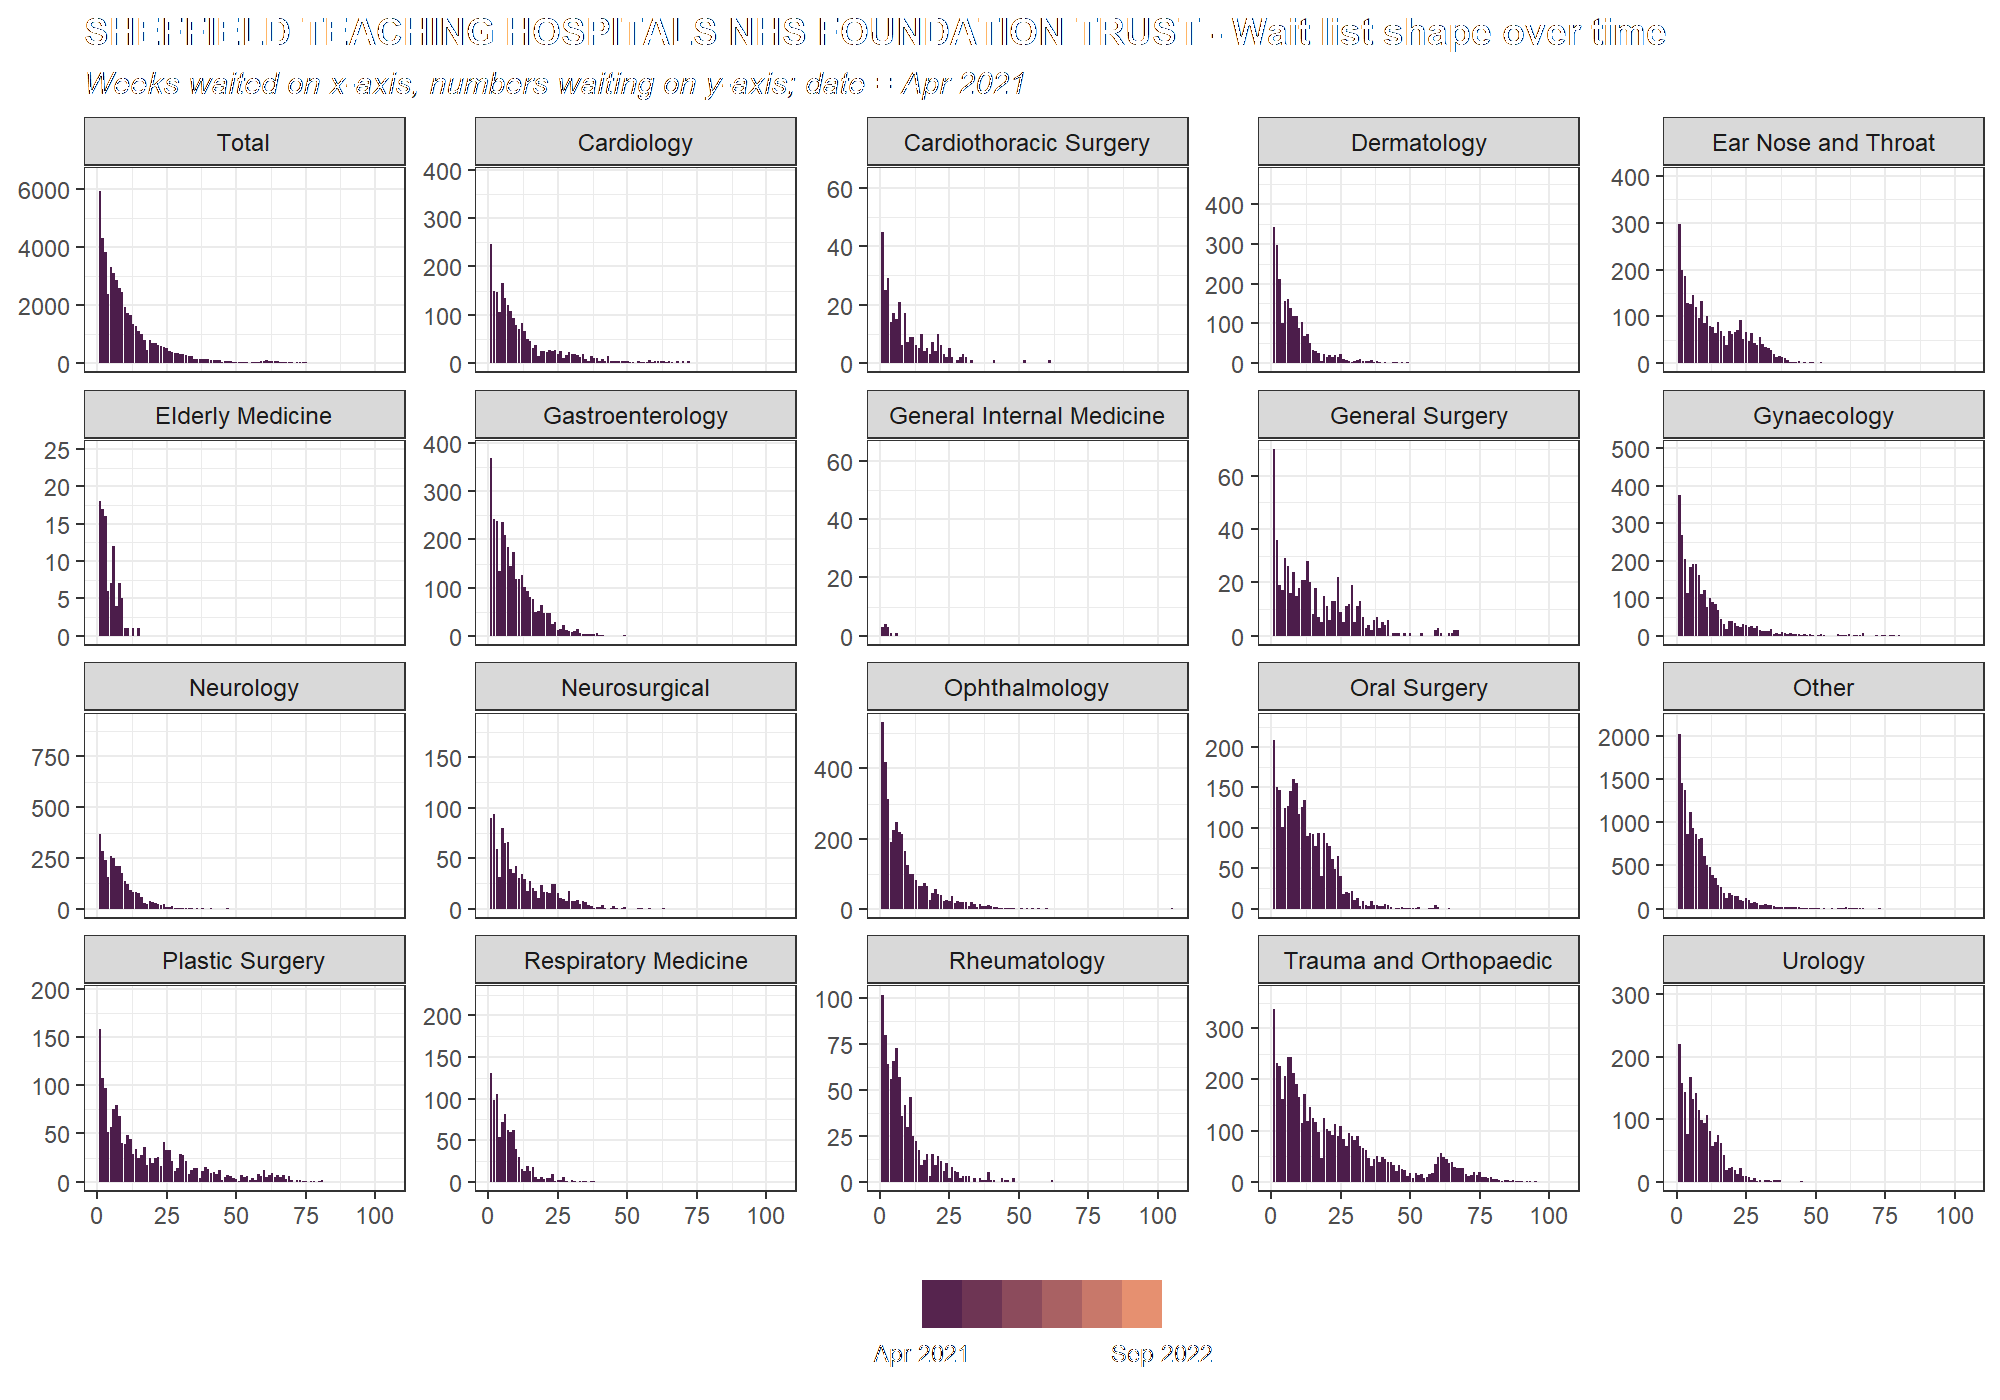 SHEFFIELD TEACHING HOSPITALS NHS FOUNDATION TRUST - Wait list shape over time
Weeks waited on x-axis, numbers waiting on y-axis; date = Apr 2021
Total Cardiology Cardiothoracic Surgery Dermatology Ear Nose and Throat
6000 4000 2000 0
400 300 200 100 0
60 40 20 0
400 300 200 100 0
400 300 200 100 0
Elderly Medicine Gastroenterology General Internal Medicine General Surgery Gynaecology
25 20 15 10 5 0
400 300 200 100 0
60 40 20 0
60 40 20 0
500 400 300 200 100 0
Neurology Neurosurgical Ophthalmology Oral Surgery Other
750 500 250 0
150 100 50 0
400 200 0
200 150 100 50 0
2000 1500 1000 500 0
Plastic Surgery Respiratory Medicine Rheumatology Trauma and Orthopaedic Urology
200 150 100 50 0
200 150 100 50 0
100 75 50 25 0
300 200 100 0
300 200 100 0
0 25 50 75 100 0 25 50 75 100 0 25 50 75 100 0 25 50 75 100 0 25 50 75 100
Apr 2021 Sep 2022